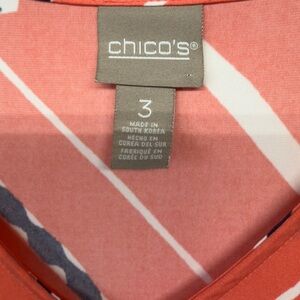 chico's®
3
MADE IN
SOUTH KOREA
HECHO EN
COREA DEL SUR
FABRIQUÉ EN
CORÉE DU SUD